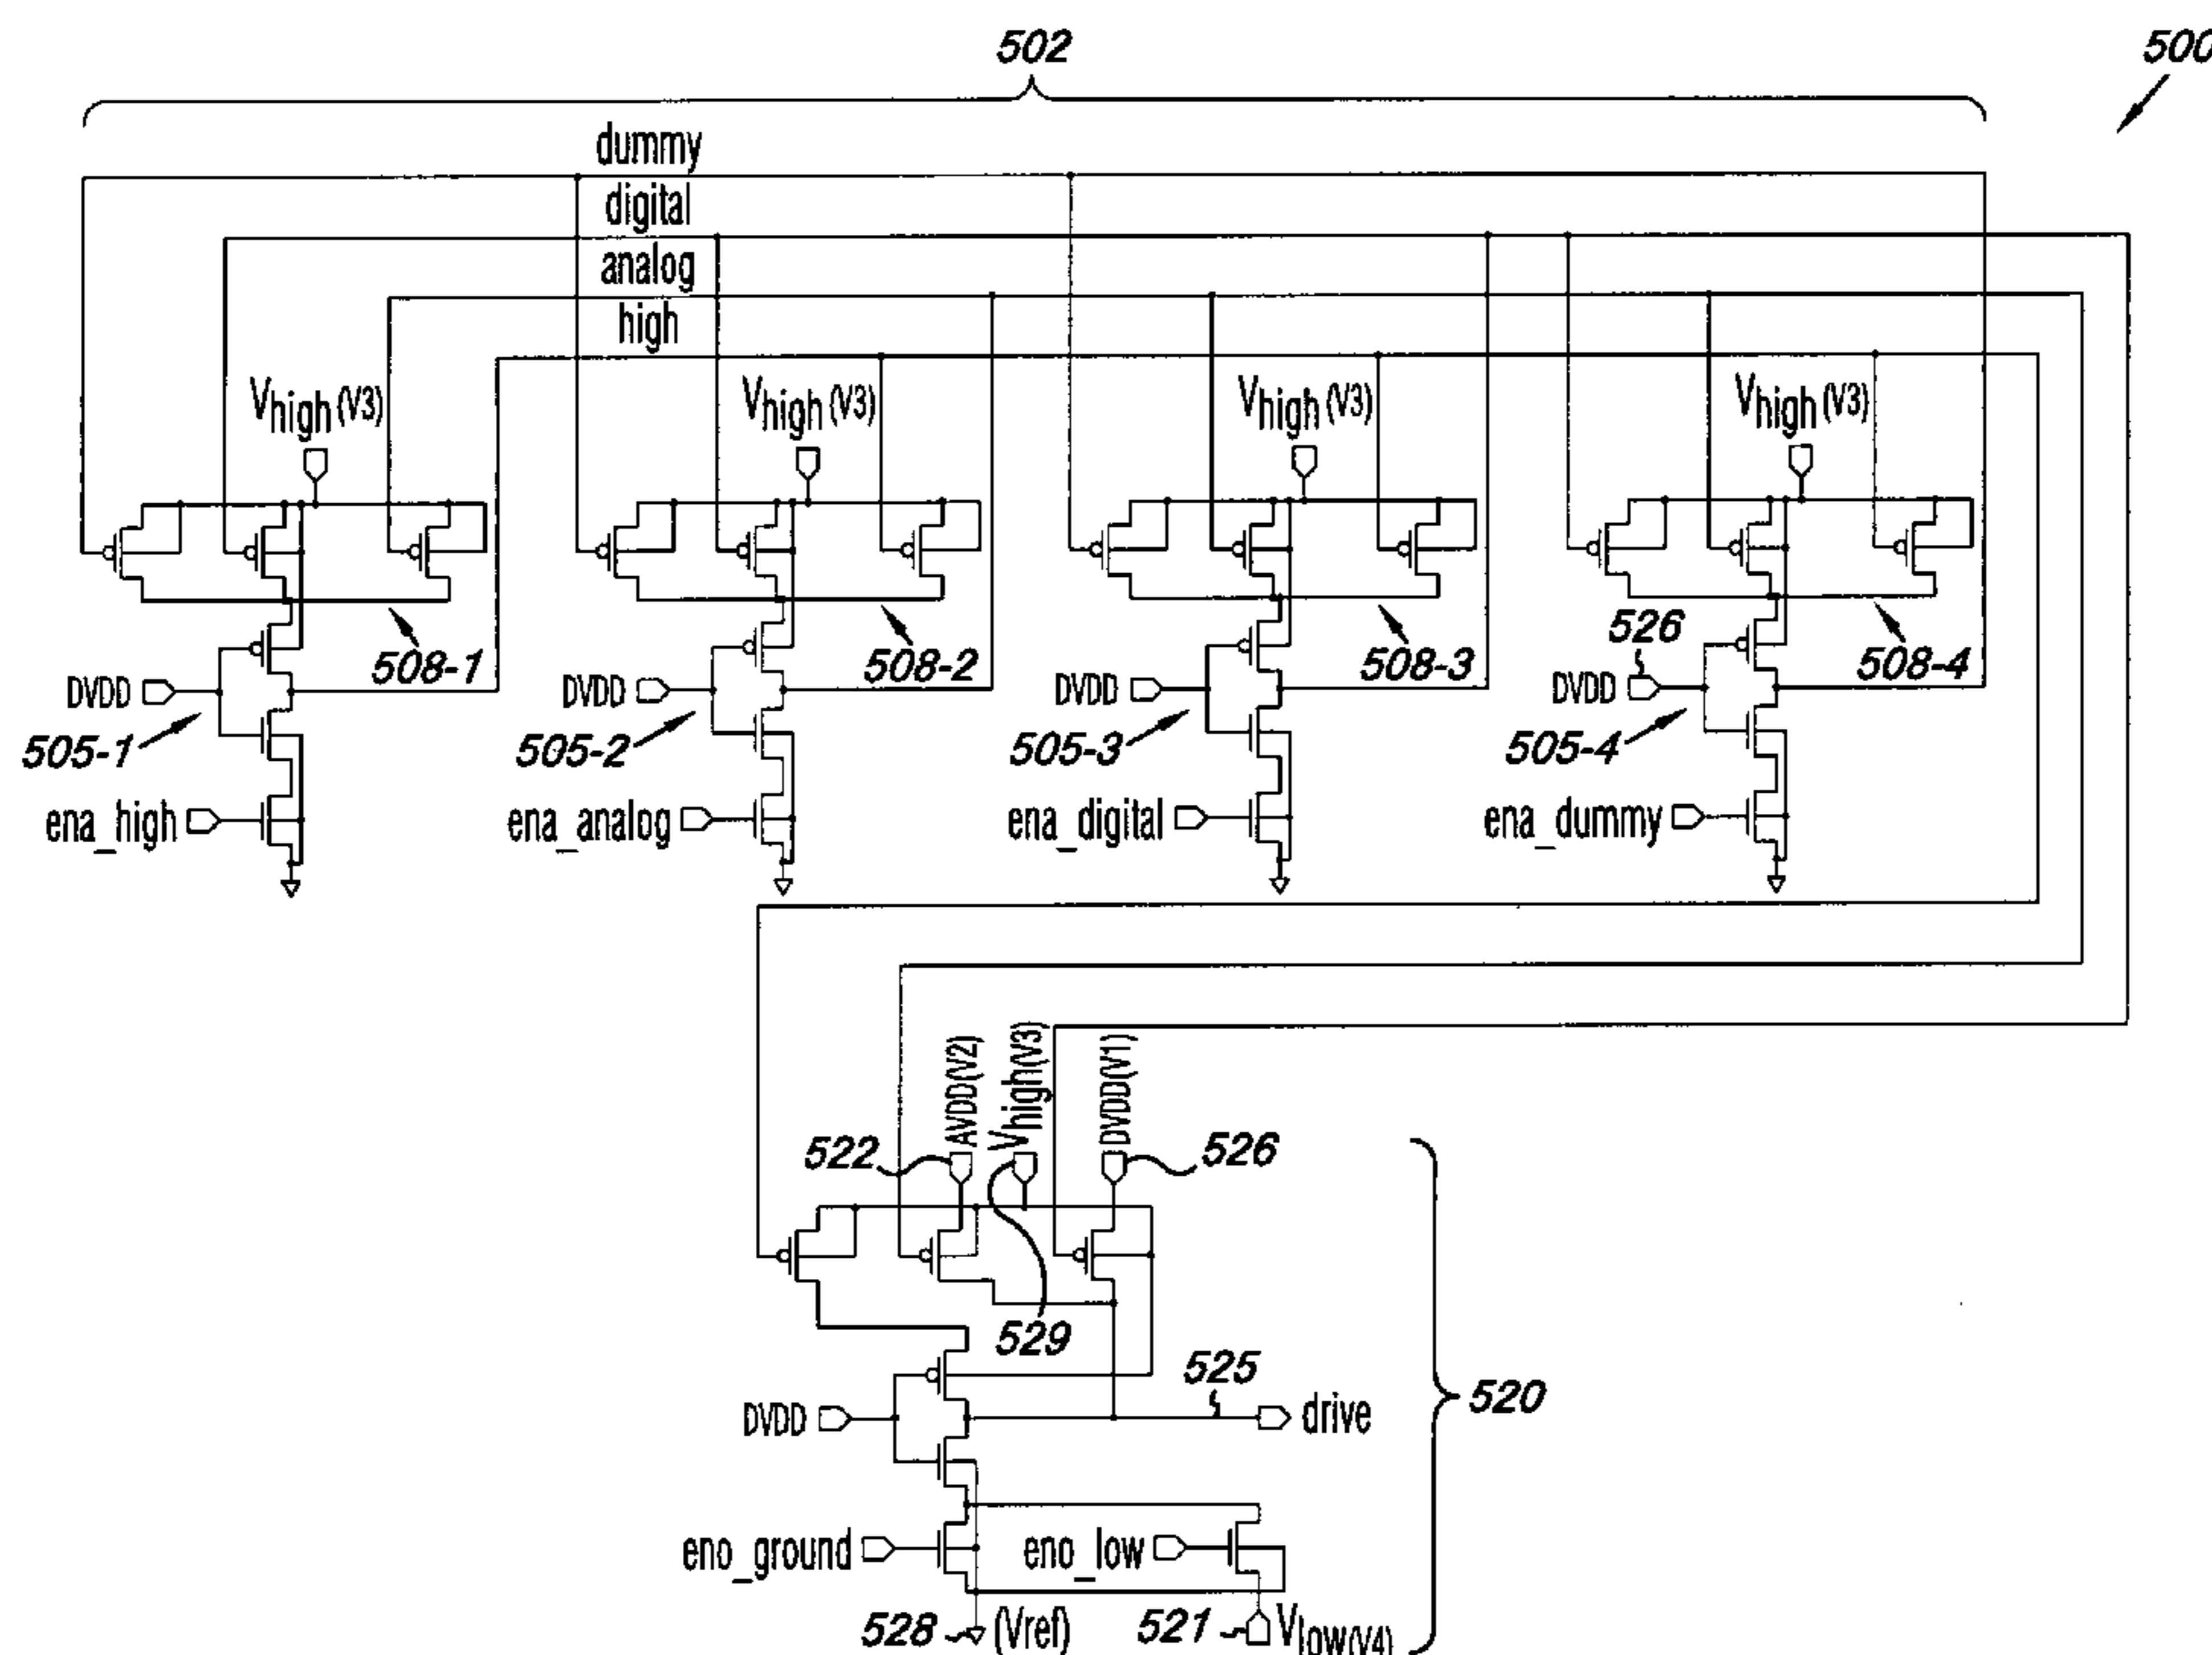 502
500
dummy
digital
analog
high
Vhigh (V3)
Vhigh (V3)
Vhigh (V3)
Vhigh (V3)
526
508-1
508-2
508-3
508-4
DVDD
DVDD
DVDD
DVDD
505-1
505-2
505-3
505-4
ena_high
ena_analog
ena_digital
ena_dummy
AVDD(V2)
Vhigh(V3)
DVDD(V1)
522
526
529
525
DVDD
drive
520
eno_ground
eno_low
528
(Vref)
521
Vlow(V4)